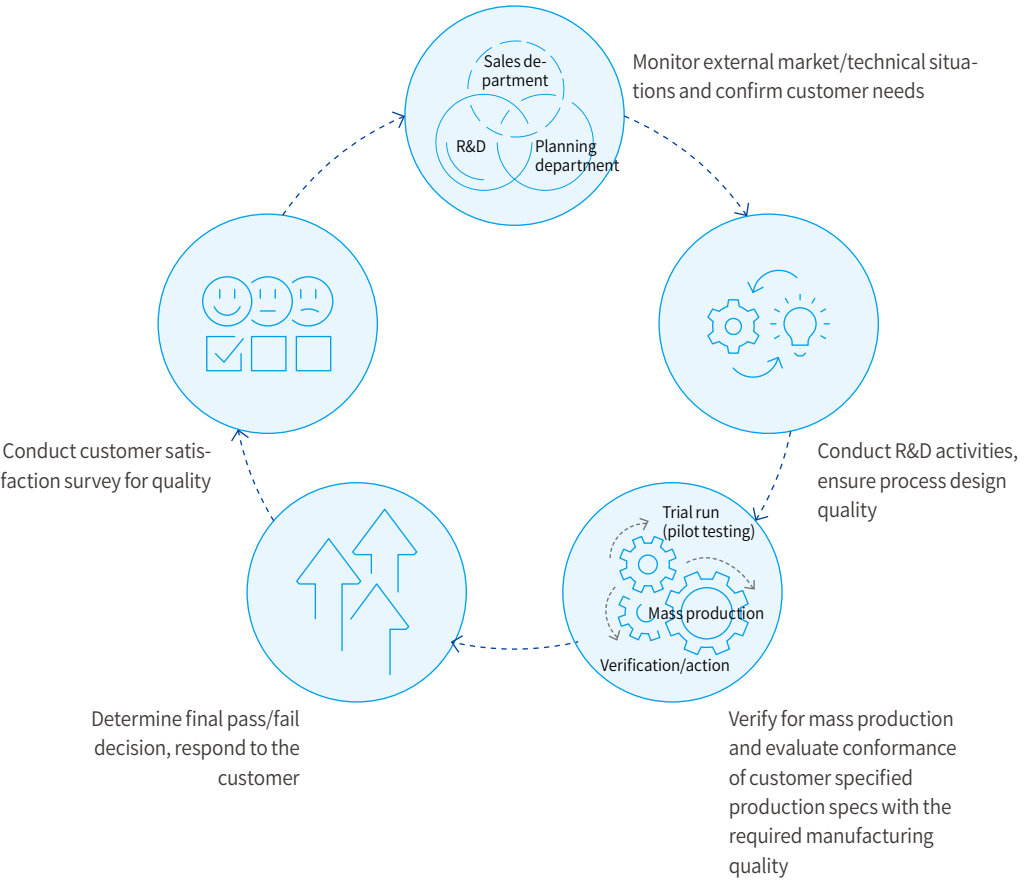 Sales de-
partment
R&D
Planning
department
Monitor external market/technical situa-
tions and confirm customer needs
Conduct R&D activities,
ensure process design
quality
Trial run
(pilot testing)
Mass production
Verification/action
Verify for mass production
and evaluate conformance
of customer specified
production specs with the
required manufacturing
quality
Determine final pass/fail
decision, respond to the
customer
Conduct customer satis-
faction survey for quality